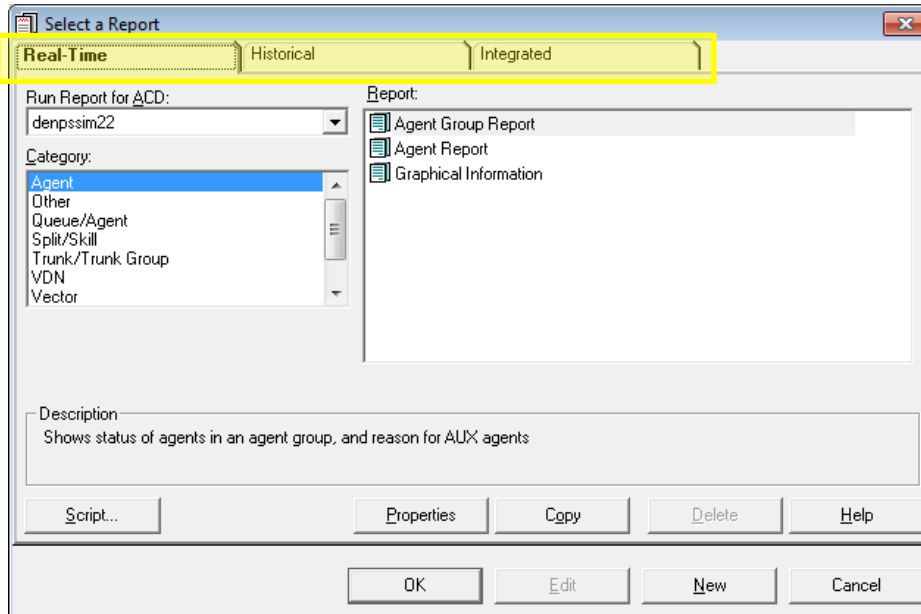 Select a Report
Real-Time
Historical
Integrated
Run Report for ACD:
denpssim22
Category:
Agent
Other
Queue/Agent
Split/Skill
Trunk/Trunk Group
VDN
Vector
Report:
Agent Group Report
Agent Report
Graphical Information
Description
Shows status of agents in an agent group, and reason for AUX agents
Script...
Properties
Copy
Delete
Help
OK
Edit
New
Cancel